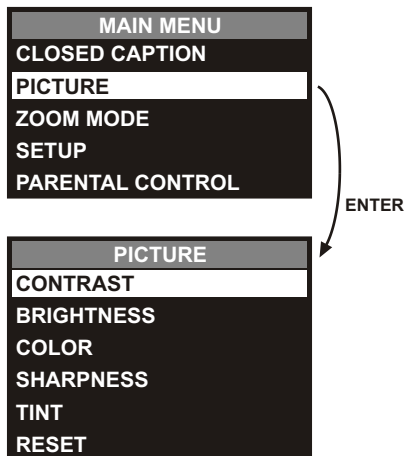 MAIN MENU
CLOSED CAPTION
PICTURE
ZOOM MODE
SETUP
PARENTAL CONTROL
ENTER
PICTURE
CONTRAST
BRIGHTNESS
COLOR
SHARPNESS
TINT
RESET